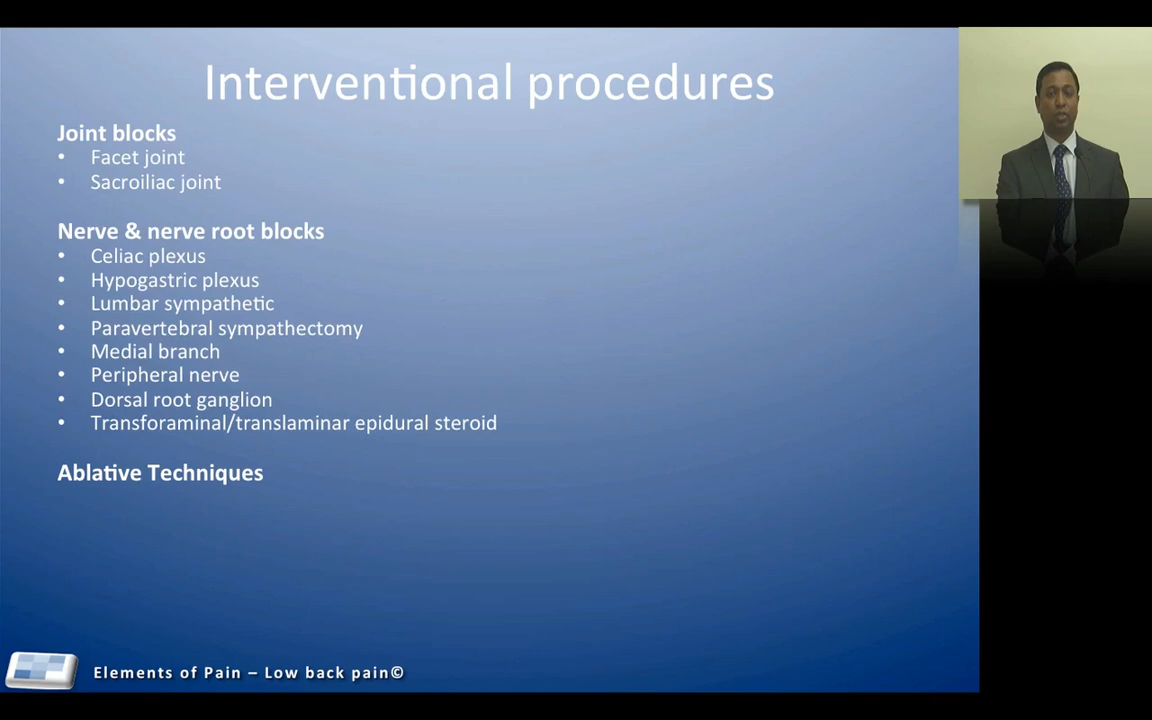 Interventional procedures
Joint blocks
• Facet joint
• Sacroiliac joint
Nerve & nerve root blocks
• Celiac plexus
• Hypogastric plexus
• Lumbar sympathetic
• Paravertebral sympathectomy
• Medial branch
• Peripheral nerve
• Dorsal root ganglion
• Transforaminal/translaminar epidural steroid
Ablative Techniques
Elements of Pain – Low back pain©